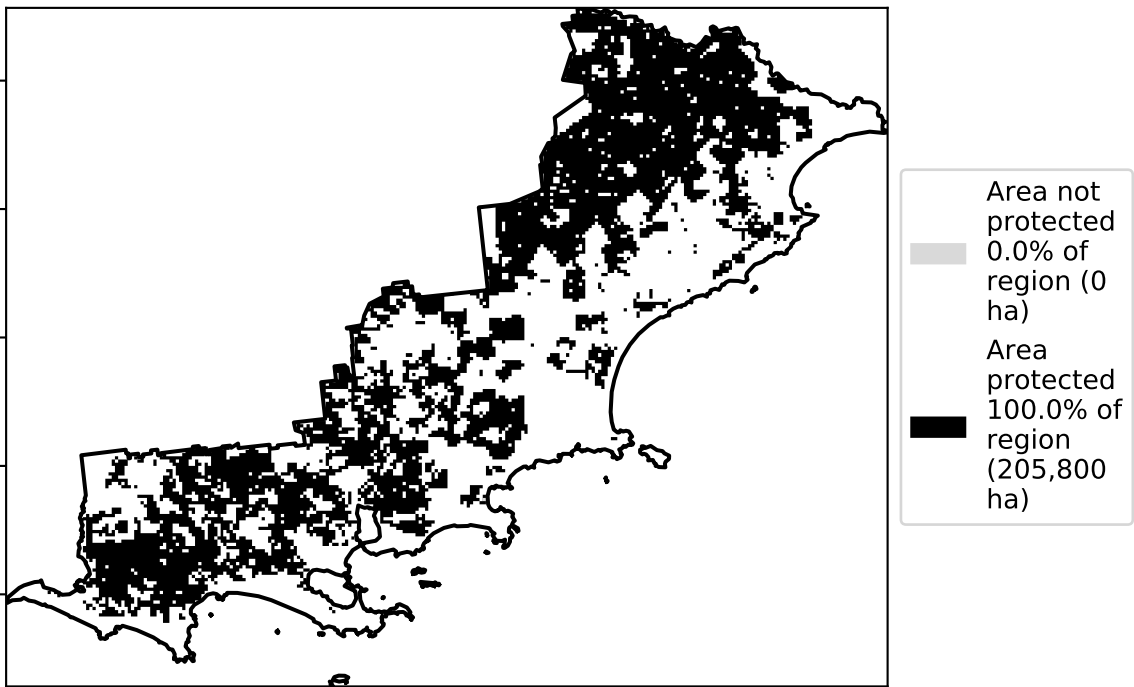 Area not
protected
0.0% of
region (0
ha)
Area
protected
100.0% of
region
(205,800
ha)